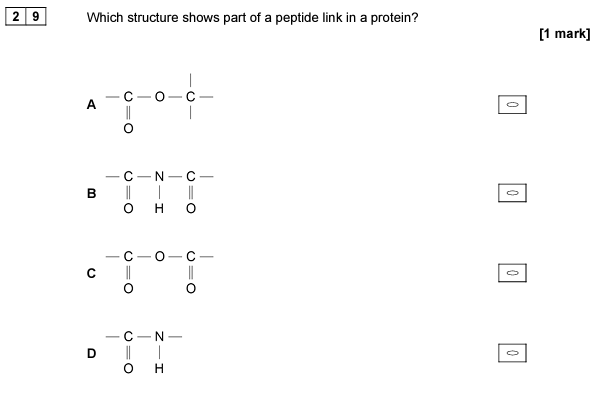 2 9 Which structure shows part of a peptide link in a protein?
[1 mark]
A — C — O — C —
O
B — C — N — C —
O H O
C — C — O — C —
O O
D — C — N —
O H